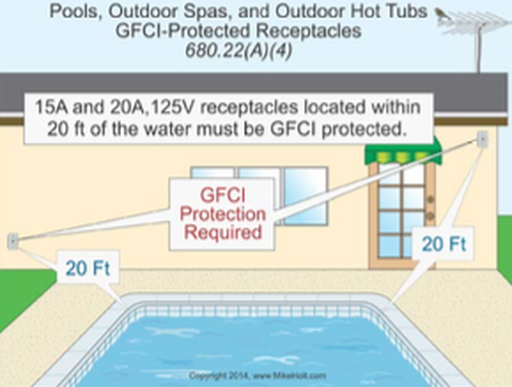 Pools, Outdoor Spas, and Outdoor Hot Tubs
GFCI-Protected Receptacles
680.22(A)(4)
15A and 20A,125V receptacles located within
20 ft of the water must be GFCI protected.
GFCI
Protection
Required
20 Ft
20 Ft
Copyright 2014, www.MikeHolt.com